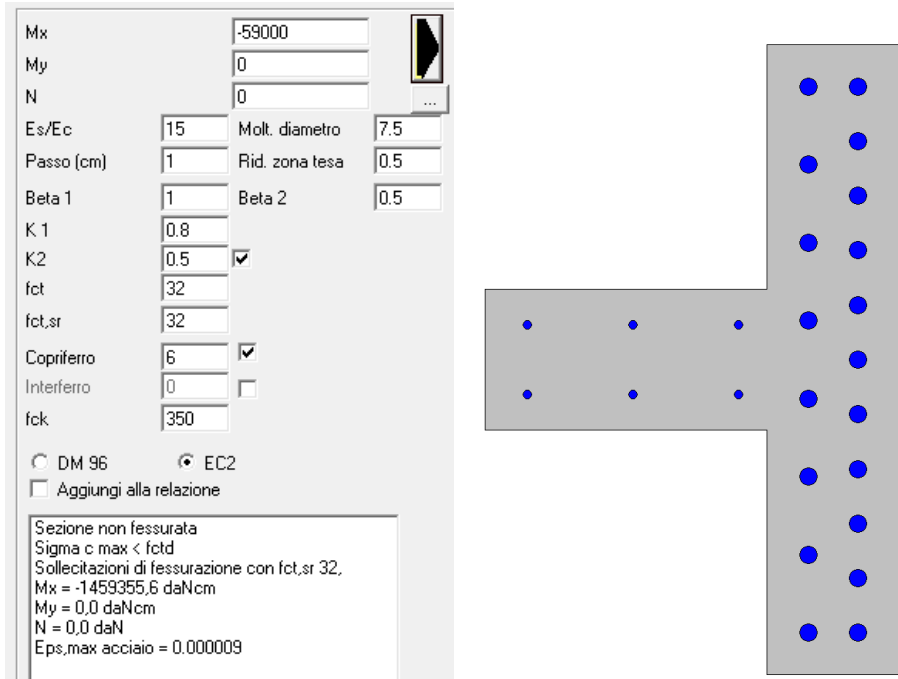 Mx -59000
My 0
N 0
...
Es/Ec 15 Molt. diametro 7.5
Passo (cm) 1 Rid. zona tesa 0.5
Beta 1 1 Beta 2 0.5
K 1 0.8
K2 0.5
fct 32
fct,sr 32
Copriferro 6
Interferro 0
fck 350
DM 96 EC2
Aggiungi alla relazione
Sezione non fessurata
Sigma c max < fctd
Sollecitazioni di fessurazione con fct,sr 32,
Mx = -1459355,6 daNcm
My = 0,0 daNcm
N = 0,0 daN
Eps,max acciaio = 0.000009